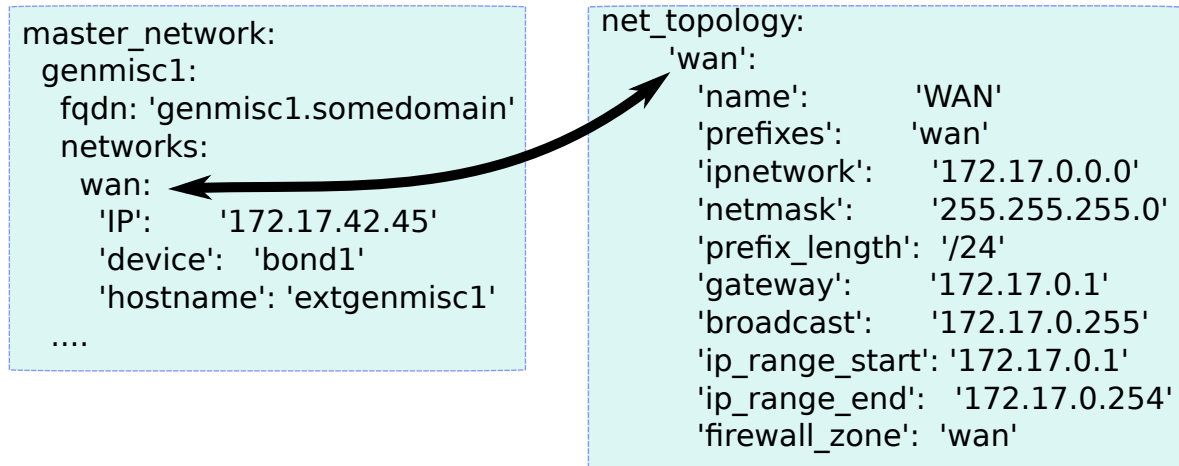 master_network:
genmisc1:
fqdn: 'genmisc1.somedomain'
networks:
wan:
'IP': '172.17.42.45'
'device': 'bond1'
'hostname': 'extgenmisc1'
....
net_topology:
'wan':
'name': 'WAN'
'prefixes': 'wan'
'ipnetwork': '172.17.0.0.0'
'netmask': '255.255.255.0'
'prefix_length': '/24'
'gateway': '172.17.0.1'
'broadcast': '172.17.0.255'
'ip_range_start': '172.17.0.1'
'ip_range_end': '172.17.0.254'
'firewall_zone': 'wan'